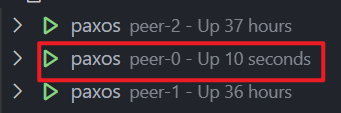 paxos peer-2 - Up 37 hours
paxos peer-0 - Up 10 seconds
paxos peer-1 - Up 36 hours